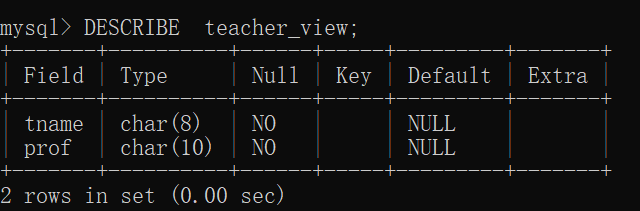 mysql> DESCRIBE  teacher_view;
+-------+----------+------+-----+---------+-------+
| Field | Type     | Null | Key | Default | Extra |
+-------+----------+------+-----+---------+-------+
| tname | char(8)  | NO   |     | NULL    |       |
| prof  | char(10) | NO   |     | NULL    |       |
+-------+----------+------+-----+---------+-------+
2 rows in set (0.00 sec)